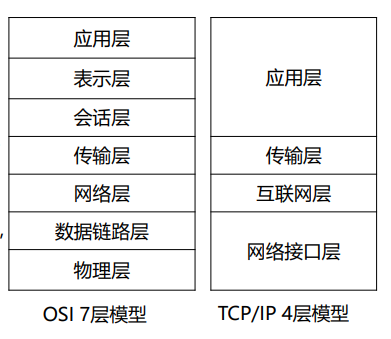 应用层
表示层
会话层
传输层
网络层
数据链路层
物理层
OSI 7层模型
应用层
传输层
互联网层
网络接口层
TCP/IP 4层模型